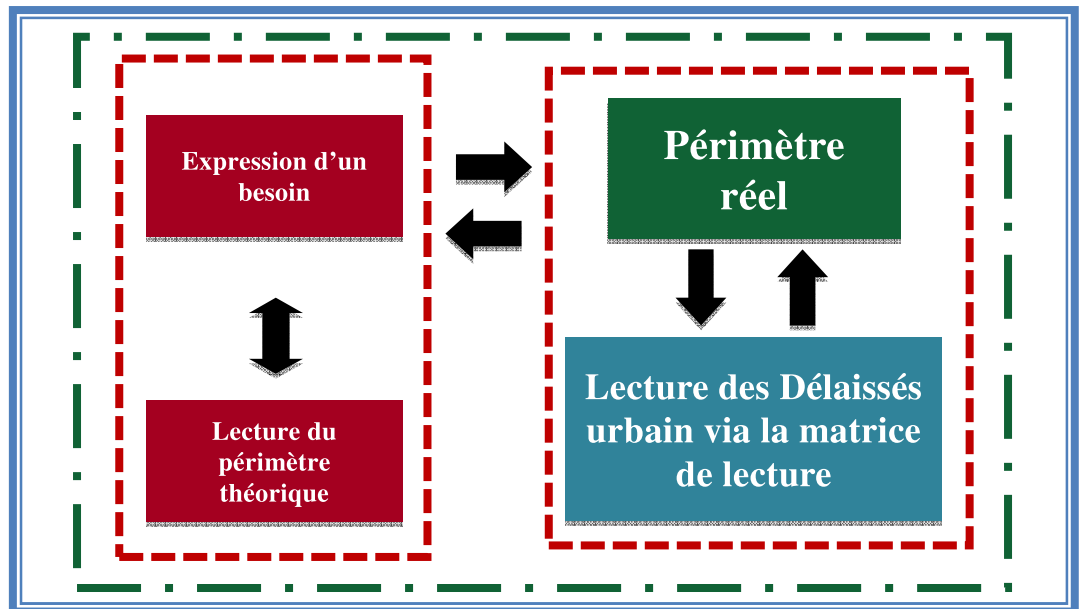 Expression d'un
besoin
Lecture du
périmètre
théorique
Périmètre
réel
Lecture des Délaissés
urbain via la matrice
de lecture